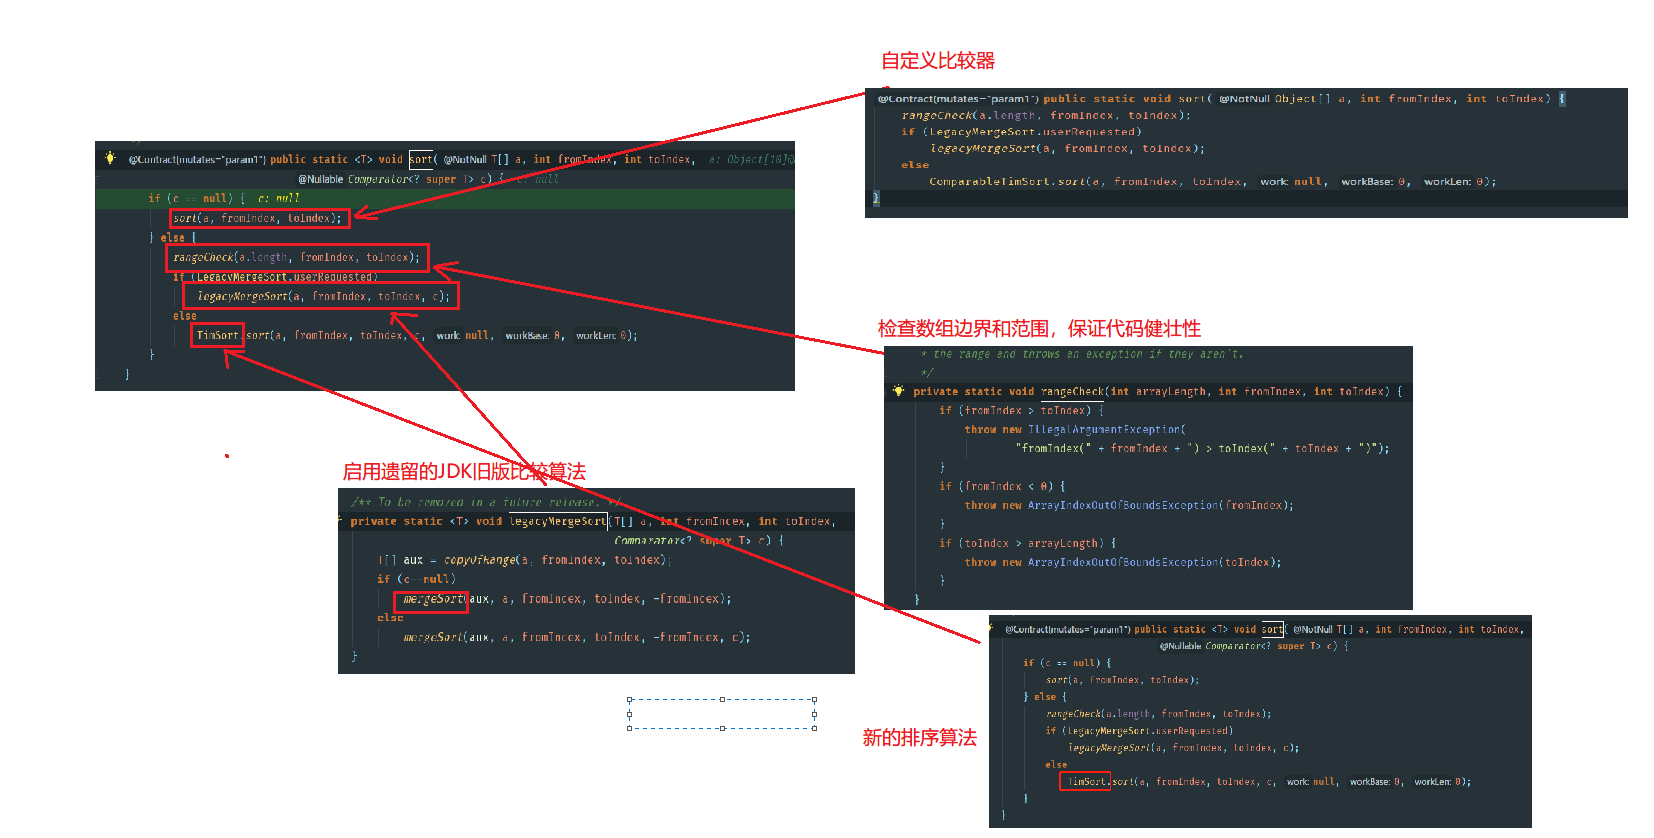 自定义比较器
@Contract(mutates="param1") public static void sort( @NotNull Object[] a, int fromIndex, int toIndex) {
rangeCheck(a.length, fromIndex, toIndex);
if (LegacyMergeSort.userRequested)
legacyMergeSort(a, fromIndex, toIndex);
else
ComparableTimSort.sort(a, fromIndex, toIndex, work: null, workBase: 0, workLen: 0);
}
@Contract(mutates="param1") public static <T> void sort( @NotNull T[] a, int fromIndex, int toIndex, a: Object[10]@
@Nullable Comparator<? super T> c) { c: null
if (c == null) { c: null
sort(a, fromIndex, toIndex);
} else {
rangeCheck(a.length, fromIndex, toIndex);
if (LegacyMergeSort.userRequested)
legacyMergeSort(a, fromIndex, toIndex, c);
else
TimSort.sort(a, fromIndex, toIndex, c, work: null, workBase: 0, workLen: 0);
}
}
检查数组边界和范围，保证代码健壮性
* the range and throws an exception if they aren't.
*/
private static void rangeCheck(int arrayLength, int fromIndex, int toIndex) {
if (fromIndex > toIndex) {
throw new IllegalArgumentException(
"fromIndex(" + fromIndex + ") > toIndex(" + toIndex + ")");
}
if (fromIndex < 0) {
throw new ArrayIndexOutOfBoundsException(fromIndex);
}
if (toIndex > arrayLength) {
throw new ArrayIndexOutOfBoundsException(toIndex);
}
}
启用遗留的JDK旧版比较算法
/** To be removed in a future release. */
private static <T> void legacyMergeSort(T[] a, int fromIndex, int toIndex,
Comparator<? super T> c) {
T[] aux = copyOfRange(a, fromIndex, toIndex);
if (c==null)
mergeSort(aux, a, fromIndex, toIndex, -fromIndex);
else
mergeSort(aux, a, fromIndex, toIndex, -fromIndex, c);
}
新的排序算法
@Contract(mutates="param1") public static <T> void sort( @NotNull T[] a, int fromIndex, int toIndex,
@Nullable Comparator<? super T> c) {
if (c == null) {
sort(a, fromIndex, toIndex);
} else {
rangeCheck(a.length, fromIndex, toIndex);
if (LegacyMergeSort.userRequested)
legacyMergeSort(a, fromIndex, toIndex, c);
else
TimSort.sort(a, fromIndex, toIndex, c, work: null, workBase: 0, workLen: 0);
}
}